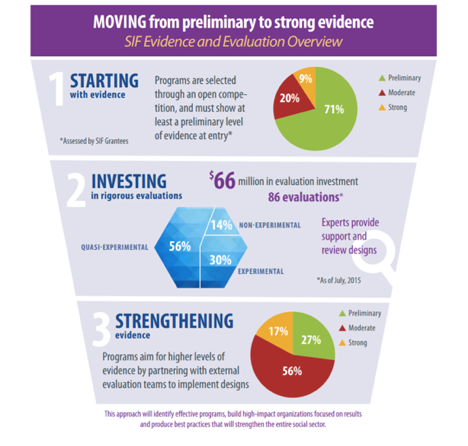 MOVING from preliminary to strong evidence
SIF Evidence and Evaluation Overview
1 STARTING
with evidence
*Assessed by SIF Grantees
Programs are selected
through an open compe-
tition, and must show at
least a preliminary level
of evidence at entry*
9%
20%
71%
Preliminary
Moderate
Strong
2 INVESTING
in rigorous evaluations
$66 million in evaluation investment
86 evaluations*
QUASI-EXPERIMENTAL
56%
14%
NON-EXPERIMENTAL
30%
EXPERIMENTAL
Experts provide
support and
review designs
*As of July, 2015
3 STRENGTHENING
evidence
Programs aim for higher levels of
evidence by partnering with external
evaluation teams to implement designs
17%
27%
56%
Preliminary
Moderate
Strong
This approach will identify effective programs, build high-impact organizations focused on results
and produce best practices that will strengthen the entire social sector.